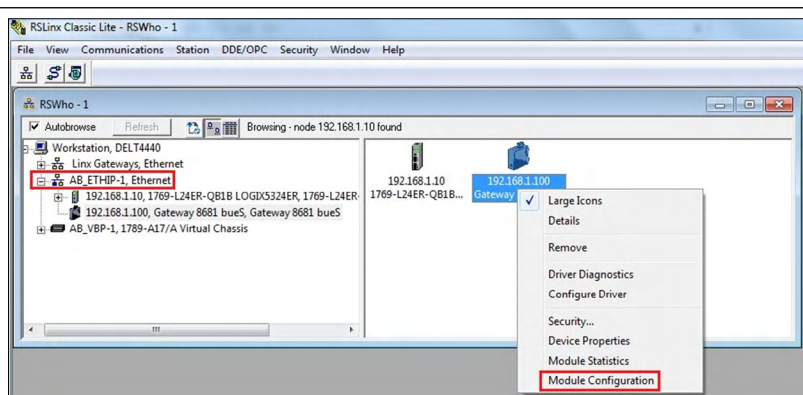 RSLinx Classic Lite - RSWho - 1
File View Communications Station DDE/OPC Security Window Help
RSWho - 1
Autobrowse Refresh Browsing - node 192.168.1.10 found
Workstation, DELT4440
Linx Gateways, Ethernet
AB_ETHIP-1, Ethernet
192.168.1.10, 1769-L24ER-QB1B LOGIX5324ER, 1769-L24ER-
192.168.1.100, Gateway 8681 bueS, Gateway 8681 bueS
AB_VBP-1, 1789-A17/A Virtual Chassis
192.168.1.10
1769-L24ER-QB1B...
192.168.1.100
Gateway
Large Icons
Details
Remove
Driver Diagnostics
Configure Driver
Security...
Device Properties
Module Statistics
Module Configuration